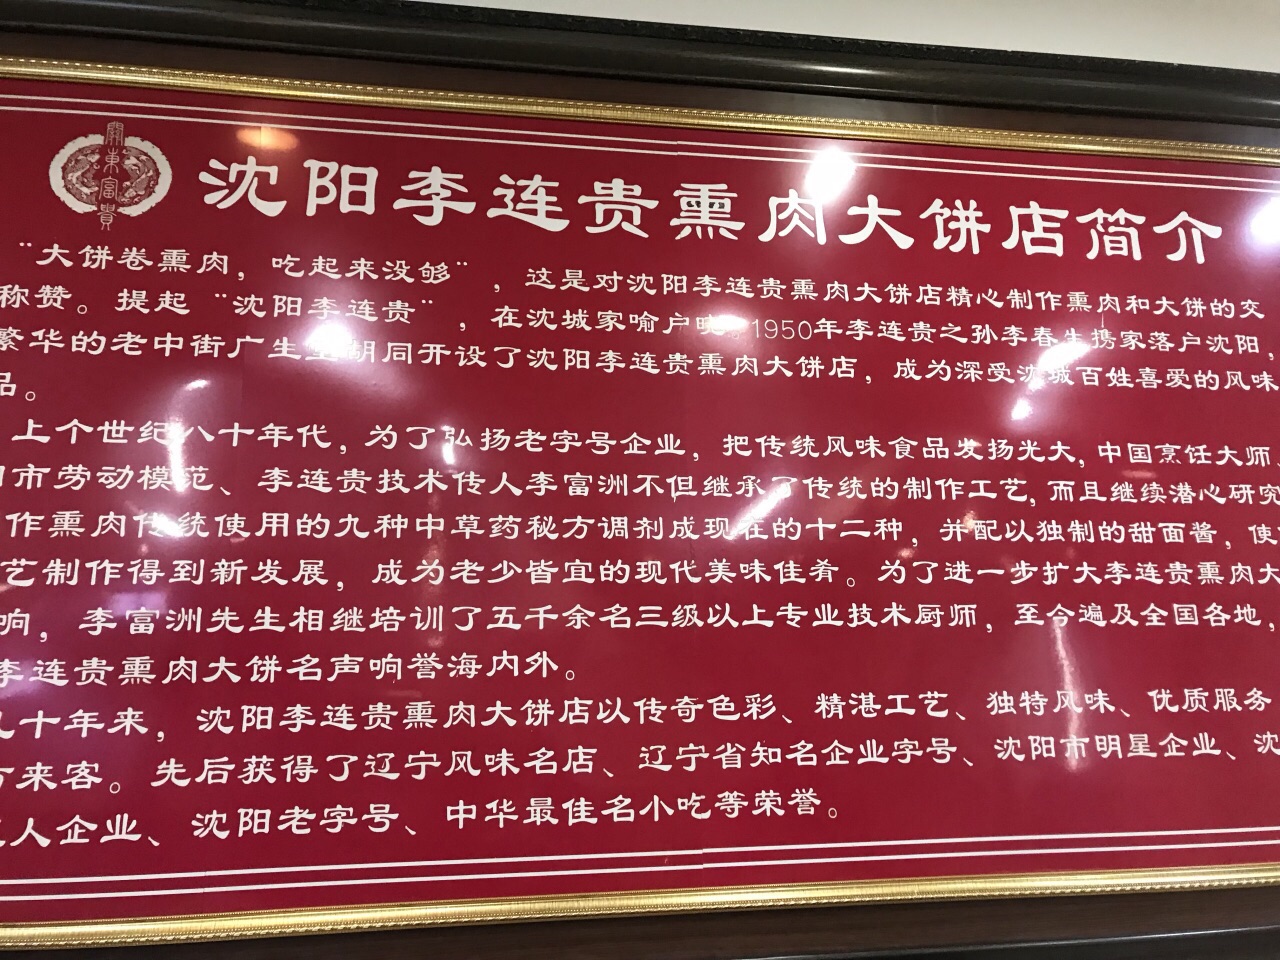 關東富貴
沈阳李连贵熏肉大饼店简介
"大饼卷熏肉，吃起来没够"，这是对沈阳李连贵熏肉大饼店精心制作熏肉和大饼的交
称赞。提起"沈阳李连贵"，在沈城家喻户晓。1950年李连贵之孙李春生携家落户沈阳，
繁华的老中街广生堂胡同开设了沈阳李连贵熏肉大饼店，成为深受沈城百姓喜爱的风味
品。
上个世纪八十年代，为了弘扬老字号企业，把传统风味食品发扬光大，中国烹饪大师、
市劳动模范、李连贵技术传人李富洲不但继承了传统的制作工艺，而且继续潜心研究
作熏肉传统使用的九种中草药秘方调剂成现在的十二种，并配以独制的甜面酱，使
艺制作得到新发展，成为老少皆宜的现代美味佳肴。为了进一步扩大李连贵熏肉大
响，李富洲先生相继培训了五千余名三级以上专业技术厨师，至今遍及全国各地，
李连贵熏肉大饼名声响誉海内外。
十年来，沈阳李连贵熏肉大饼店以传奇色彩、精湛工艺、独特风味、优质服务
来客。先后获得了辽宁风味名店、辽宁省知名企业字号、沈阳市明星企业、沈
人企业、沈阳老字号、中华最佳名小吃等荣誉。